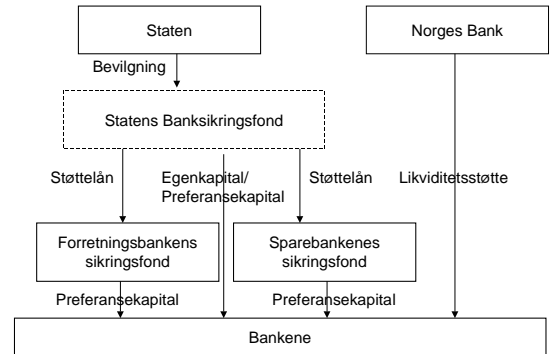 Staten
Norges Bank
Bevilgning
Statens Banksikringsfond
Støttelån
Egenkapital/
Preferansekapital
Støttelån
Likviditetsstøtte
Forretningsbankens
sikringsfond
Sparebankenes
sikringsfond
Preferansekapital
Preferansekapital
Bankene